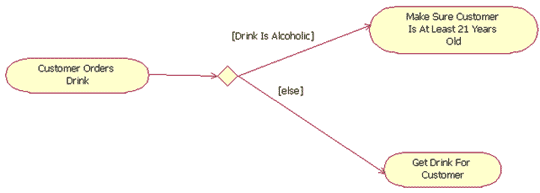 Make Sure Customer
Is At Least 21 Years
Old
[Drink Is Alcoholic]
Customer Orders
Drink
[else]
Get Drink For
Customer